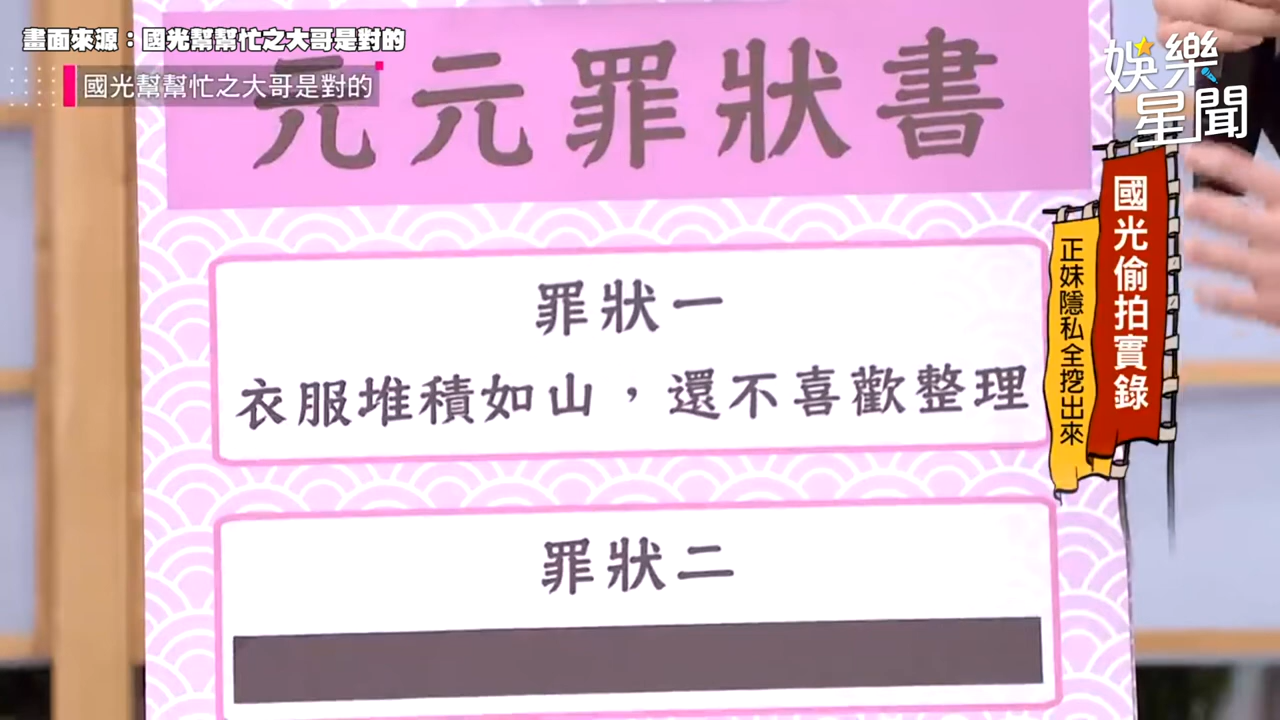 畫面來源：國光幫幫忙之大哥是對的
國光幫幫忙之大哥是對的
娛樂
星聞
元元罪狀書
國光偷拍實錄
正妹隱私全挖出來
罪狀一
衣服堆積如山，還不喜歡整理
罪狀二